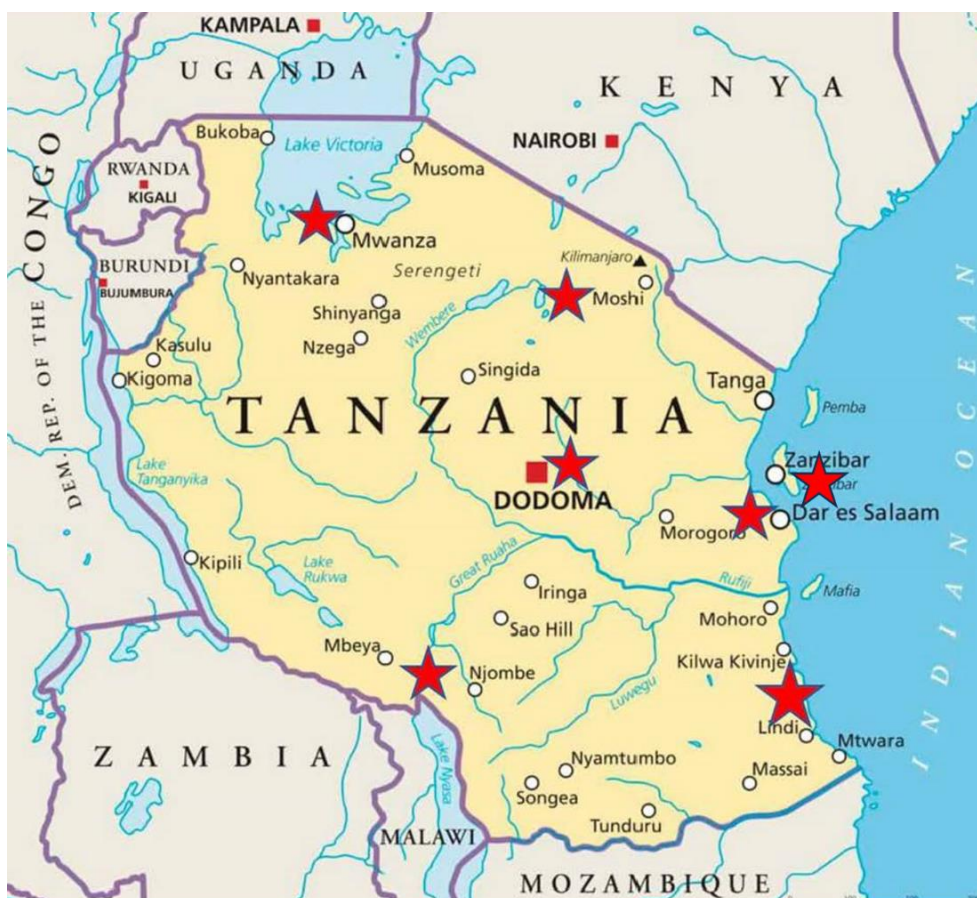 KAMPALA
UGANDA
KENYA
NAIROBI
DEM. REP. OF THE CONGO
RWANDA
KIGALI
BURUNDI
BUJUMBURA
Bukoba
Lake Victoria
Musoma
Mwanza
Nyantakara
Serengeti
Kilimanjaro
Moshi
Shinyanga
Wembere
Nzega
Kasulu
Kigoma
Singida
Tanga
Pemba
TANZANIA
Lake
Tanganyika
DODOMA
Zanzibar
Morogoro
Dar es Salaam
Kipili
Lake
Rukwa
Great Ruaha
Iringa
Rufiji
Mafia
Sao Hill
Mohoro
Mbeya
Njombe
Kilwa Kivinje
Luwegu
Lindi
Mtwara
Nyamtumbo
Massai
Songea
Tunduru
ZAMBIA
Lake Nyasa
MALAWI
MOZAMBIQUE
INDIAN OCEAN